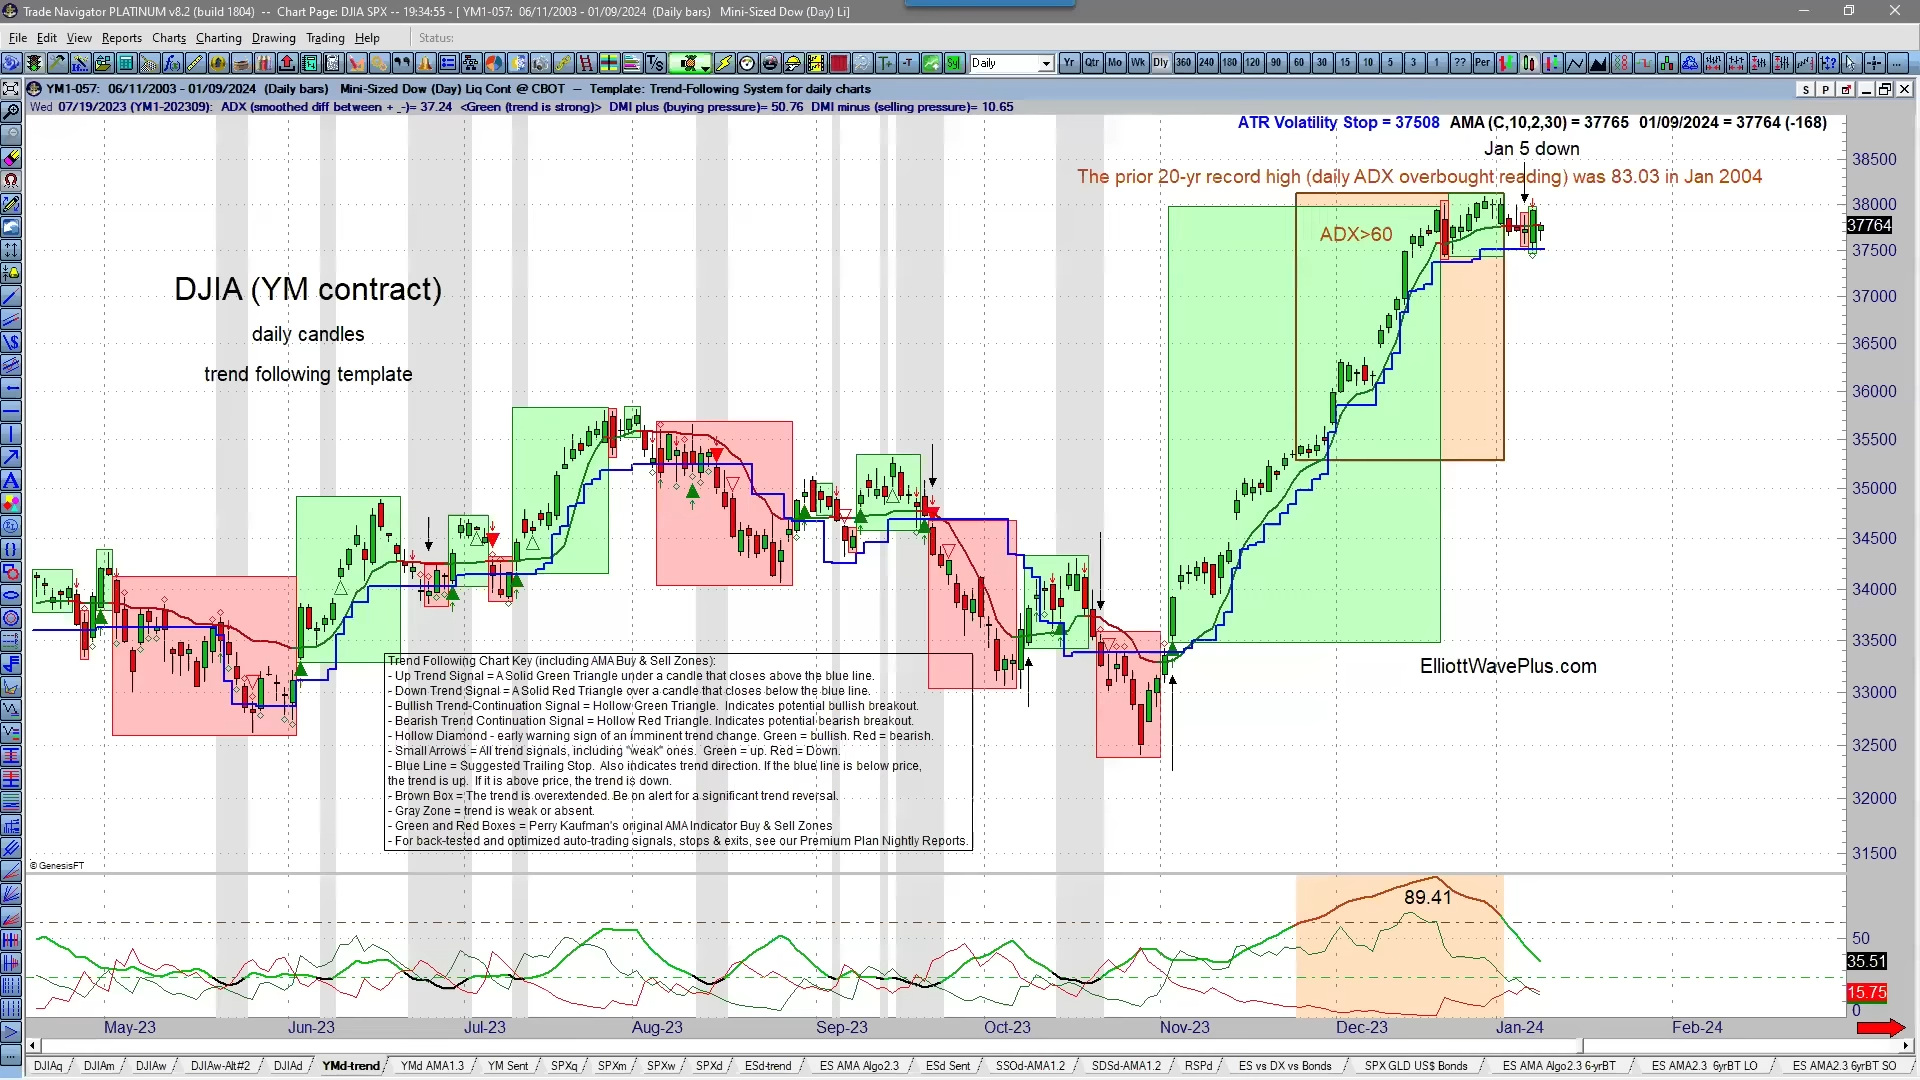 Trade Navigator PLATINUM v8.2 (build 1804) -- Chart Page: DJIA SPX -- 19:34:55 - [ YM1-057: 06/11/2003 - 01/09/2024 (Daily bars) Mini-Sized Dow (Day) Li]
File Edit View Reports Charts Charting Drawing Trading Help Status:
Daily Yr Qtr Mo Wk Dly 360 240 180 120 90 60 30 15 10 5 3 1 ?? Per
YM1-057: 06/11/2003 - 01/09/2024 (Daily bars) Mini-Sized Dow (Day) Liq Cont @ CBOT — Template: Trend-Following System for daily charts
S P
Wed 07/19/2023 (YM1-202309): ADX (smoothed diff between + _-)= 37.24 <Green (trend is strong)> DMI plus (buying pressure)= 50.76 DMI minus (selling pressure)= 10.65
ATR Volatility Stop = 37508 AMA (C,10,2,30) = 37765 01/09/2024 = 37764 (-168)
Jan 5 down
The prior 20-yr record high (daily ADX overbought reading) was 83.03 in Jan 2004
ADX>60
DJIA (YM contract)
daily candles
trend following template
38500
38000
37764
37500
37000
36500
36000
35500
35000
34500
34000
33500
33000
32500
32000
31500
ElliottWavePlus.com
Trend Following Chart Key (including AMA Buy & Sell Zones):
- Up Trend Signal = A Solid Green Triangle under a candle that closes above the blue line.
- Down Trend Signal = A Solid Red Triangle over a candle that closes below the blue line.
- Bullish Trend-Continuation Signal = Hollow Green Triangle. Indicates potential bullish breakout.
- Bearish Trend Continuation Signal = Hollow Red Triangle. Indicates potential bearish breakout.
- Hollow Diamond - early warning sign of an imminent trend change. Green = bullish. Red = bearish.
- Small Arrows = All trend signals, including "weak" ones. Green = up. Red = Down.
- Blue Line = Suggested Trailing Stop. Also indicates trend direction. If the blue line is below price,
the trend is up. If it is above price, the trend is down.
- Brown Box = The trend is overextended. Be on alert for a significant trend reversal.
- Gray Zone = trend is weak or absent.
- Green and Red Boxes = Perry Kaufman's original AMA Indicator Buy & Sell Zones
- For back-tested and optimized auto-trading signals, stops & exits, see our Premium Plan Nightly Reports.
© GenesisFT
89.41
50
35.51
15.75
0
May-23 Jun-23 Jul-23 Aug-23 Sep-23 Oct-23 Nov-23 Dec-23 Jan-24 Feb-24
DJIAq DJIAm DJIAw DJIAw-Alt#2 DJIAd YMd-trend YMd AMA1.3 YM Sent SPXq SPXm SPXw SPXd ESd-trend ES AMA Algo2.3 ESd Sent SSOd-AMA1.2 SDSd-AMA1.2 RSPd ES vs DX vs Bonds SPX GLD US$ Bonds ES AMA Algo2.3 6-yrBT ES AMA2.3 6yrBT LO ES AMA2.3 6yrBT SO